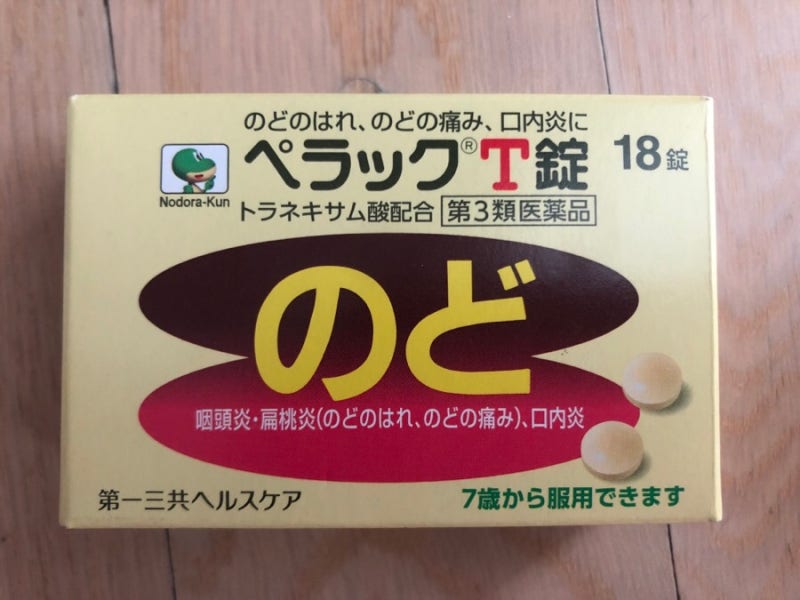 のどのはれ、のどの痛み、口内炎に
ペラック®T錠 18錠
Nodora-Kun
トラネキサム酸配合 第3類医薬品
のど
咽頭炎・扁桃炎(のどのはれ、のどの痛み)、口内炎
第一三共ヘルスケア
7歳から服用できます